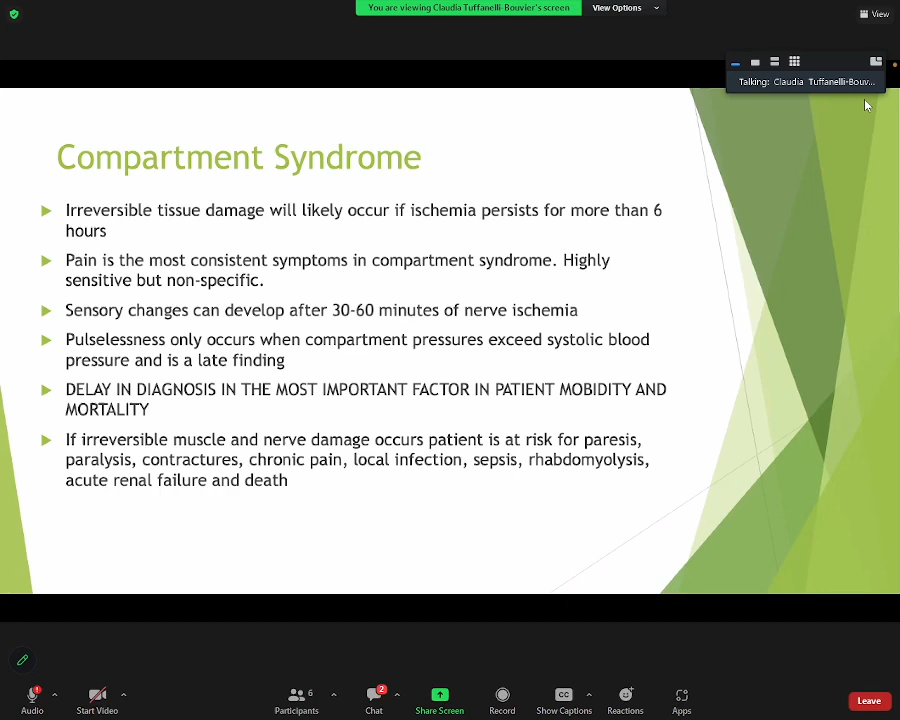 You are viewing Claudia Tuffanelli-Bouvier's screen
View Options
View
Talking: Claudia Tuffanelli-Bouv...
Compartment Syndrome
Irreversible tissue damage will likely occur if ischemia persists for more than 6
hours
Pain is the most consistent symptoms in compartment syndrome. Highly
sensitive but non-specific.
Sensory changes can develop after 30-60 minutes of nerve ischemia
Pulselessness only occurs when compartment pressures exceed systolic blood
pressure and is a late finding
DELAY IN DIAGNOSIS IN THE MOST IMPORTANT FACTOR IN PATIENT MOBIDITY AND
MORTALITY
If irreversible muscle and nerve damage occurs patient is at risk for paresis,
paralysis, contractures, chronic pain, local infection, sepsis, rhabdomyolysis,
acute renal failure and death
6
2
CC
Audio
Start Video
Participants
Chat
Share Screen
Record
Show Captions
Reactions
Apps
Leave